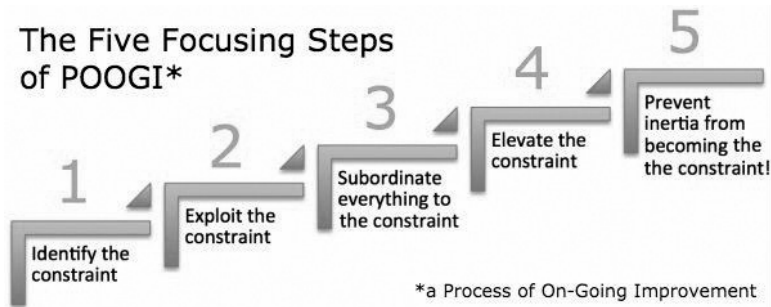 The Five Focusing Steps
of POOGI*
1
Identify the
constraint
2
Exploit the
constraint
3
Subordinate
everything to
the constraint
4
Elevate the
constraint
5
Prevent
inertia from
becoming the
the constraint!
*a Process of On-Going Improvement